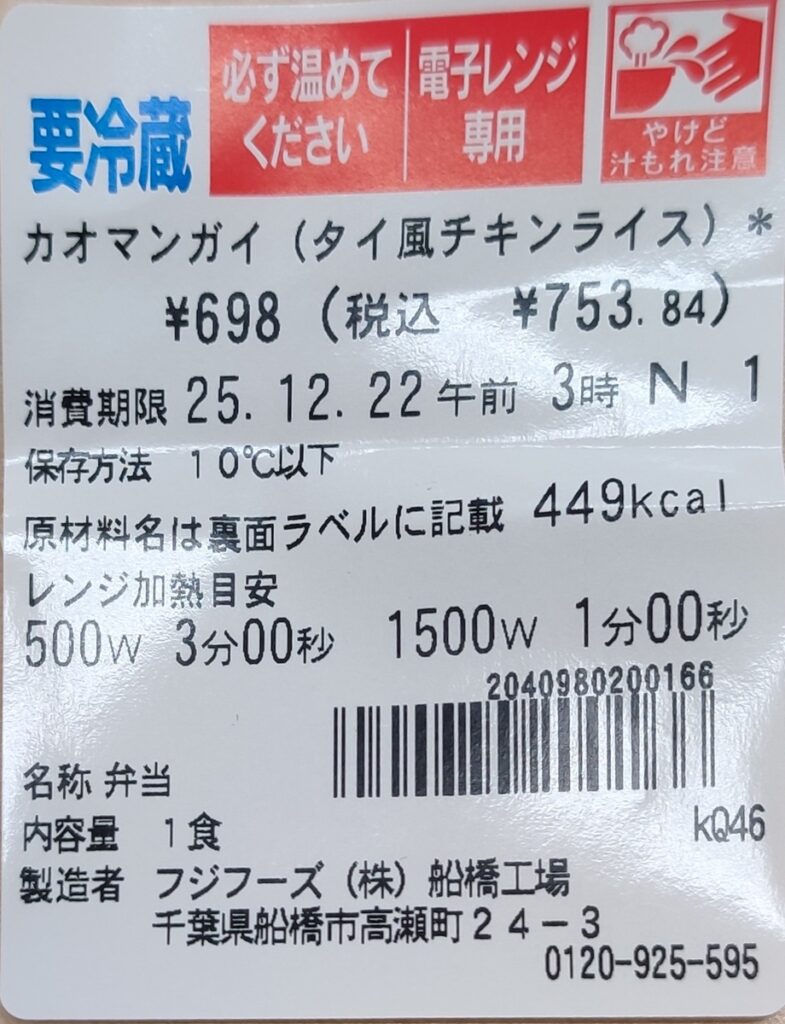 要冷蔵
必ず温めて
ください
電子レンジ
専用
やけど
汁もれ注意
カオマンガイ（タイ風チキンライス）＊
¥698（税込 ¥753.84）
消費期限 25.12.22午前 3時 N 1
保存方法 10℃以下
原材料名は裏面ラベルに記載 449kcal
レンジ加熱目安
500W 3分00秒 1500W 1分00秒
2040980200166
名称 弁当
内容量 1食
kQ46
製造者 フジフーズ（株）船橋工場
千葉県船橋市高瀬町２４－３
0120-925-595